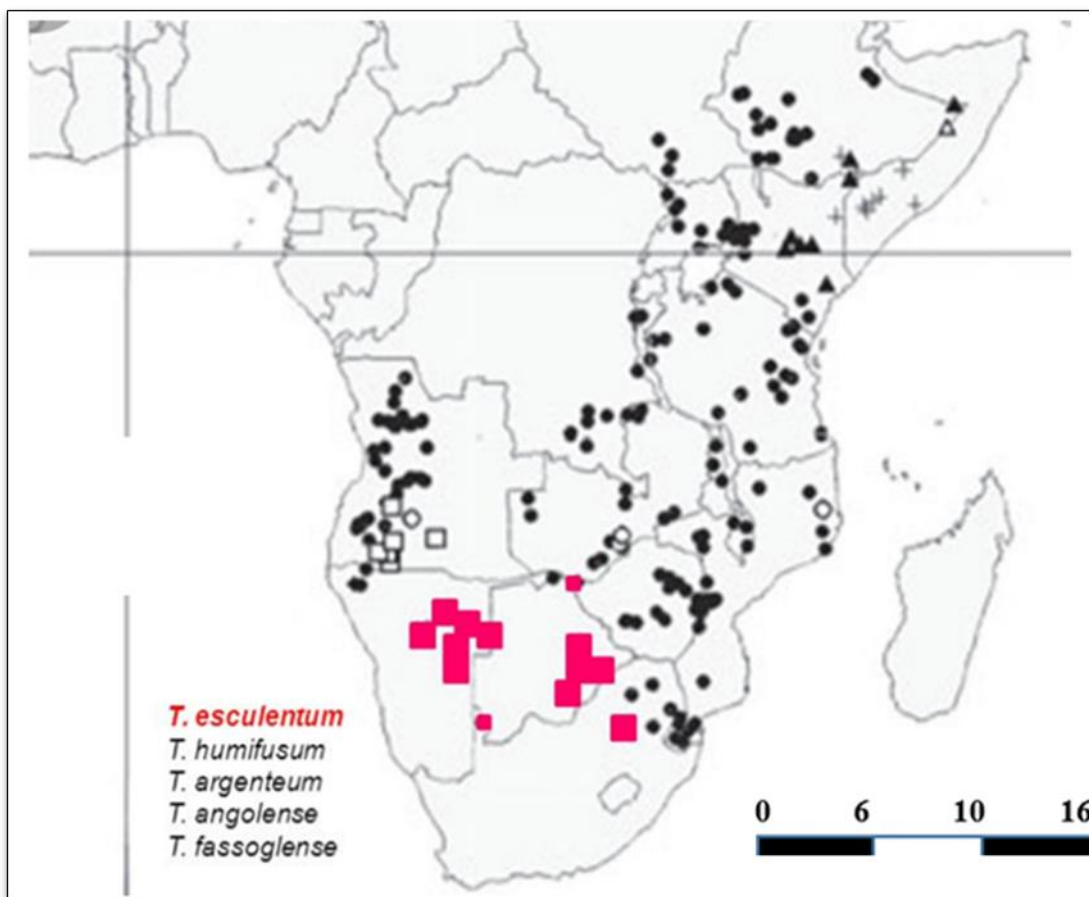 T. esculentum
T. humifusum
T. argenteum
T. angolense
T. fassoglense
0 6 10 16